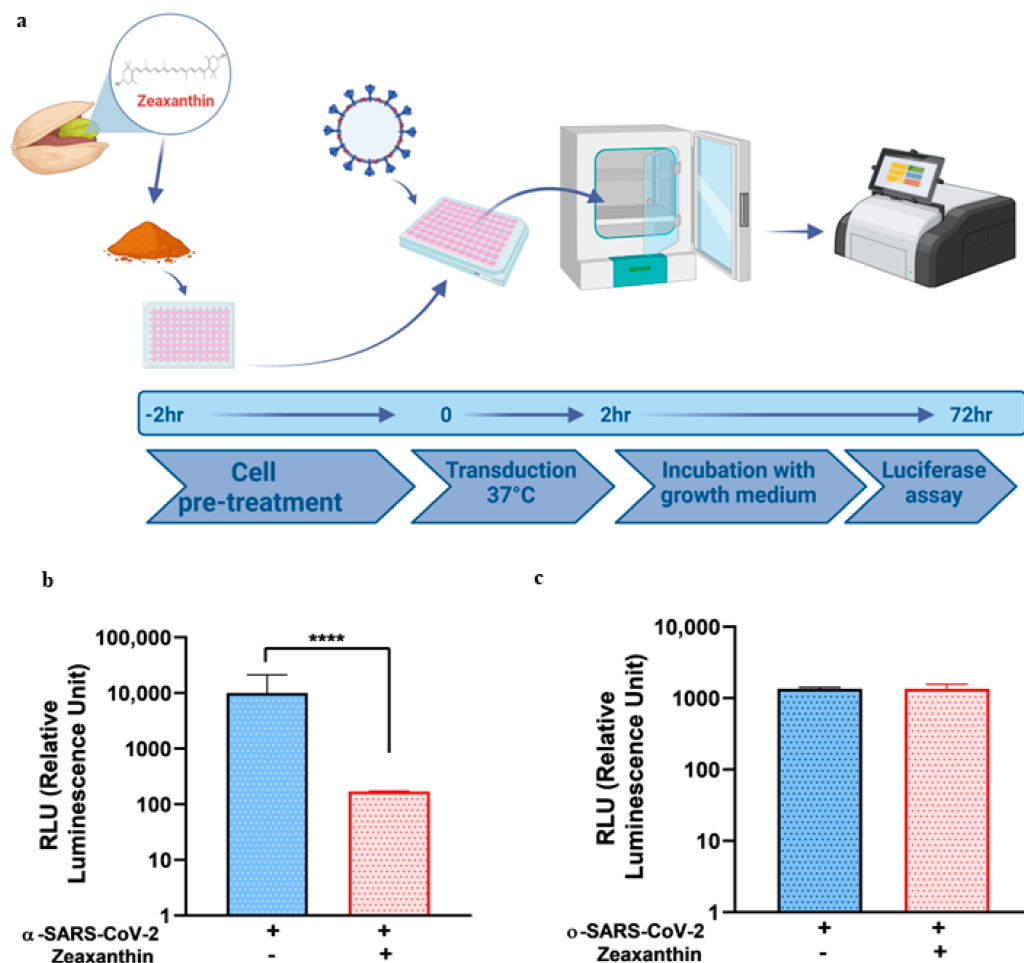 a
Zeaxanthin
-2hr
0
2hr
72hr
Cell
pre-treatment
Transduction
37°C
Incubation with
growth medium
Luciferase
assay
b
RLU (Relative
Luminescence Unit)
100,000
10,000
1000
100
10
1
****
α-SARS-CoV-2 + +
Zeaxanthin - +
c
RLU (Relative
Luminescence Unit)
10,000
1000
100
10
1
o-SARS-CoV-2 + +
Zeaxanthin - +